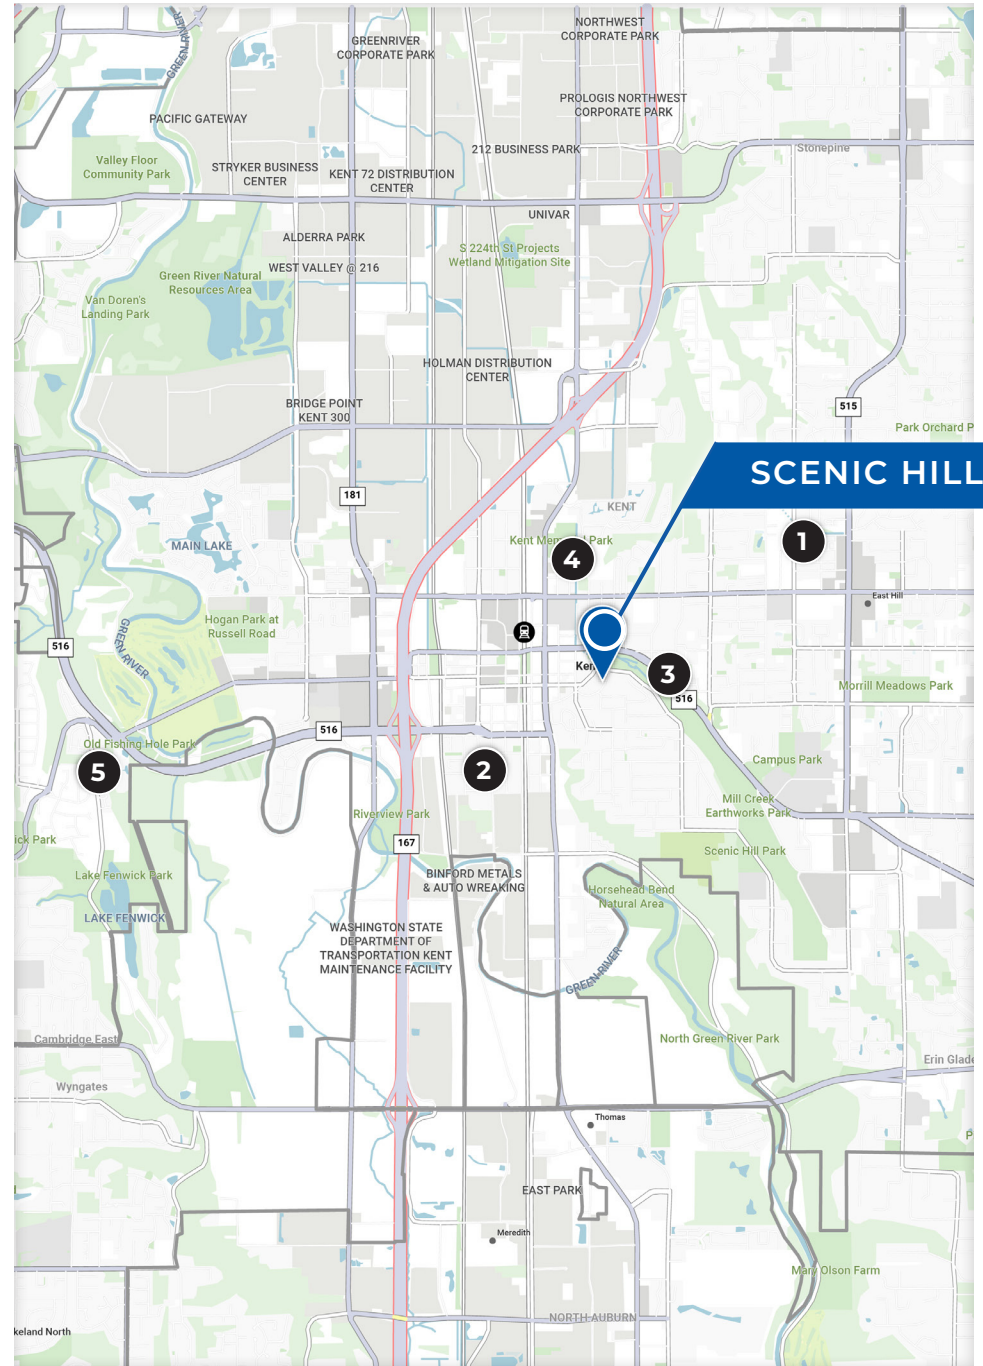 NORTHWEST
CORPORATE PARK
GREENRIVER
CORPORATE PARK
GREEN RIVER
PROLOGIS NORTHWEST
CORPORATE PARK
PACIFIC GATEWAY
212 BUSINESS PARK
Stonepine
Valley Floor
Community Park
STRYKER BUSINESS
CENTER
KENT 72 DISTRIBUTION
CENTER
UNIVAR
ALDERRA PARK
S 224th St Projects
Wetland Mitigation Site
WEST VALLEY @ 216
Green River Natural
Resources Area
Van Doren's
Landing Park
HOLMAN DISTRIBUTION
CENTER
BRIDGE POINT
KENT 300
515
Park Orchard P
SCENIC HILL
181
KENT
MAIN LAKE
Kent Mem    l Park
1
4
East Hill
Hogan Park at
Russell Road
GREEN RIVER
516
Ken
3
516
Morrill Meadows Park
516
Old Fishing Hole Park
5
2
Campus Park
Mill Creek
Earthworks Park
Riverview Park
167
ick Park
Scenic Hill Park
Lake Fenwick Park
BINFORD METALS
& AUTO WREAKING
Horsehead Bend
Natural Area
LAKE FENWICK
WASHINGTON STATE
DEPARTMENT OF
TRANSPORTATION KENT
MAINTENANCE FACILITY
GREEN RIVER
Cambridge East
North Green River Park
Erin Glade
Wyngates
Thomas
P
EAST PARK
Meredith
Mary Olson Farm
NORTH AUBURN
keland North